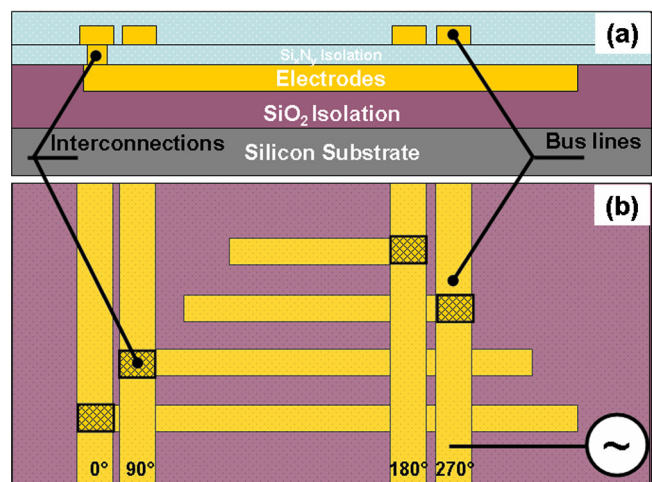 (a)
SixNy Isolation
Electrodes
SiO2 Isolation
Interconnections
Bus lines
Silicon Substrate
(b)
~
0° 90° 180° 270°